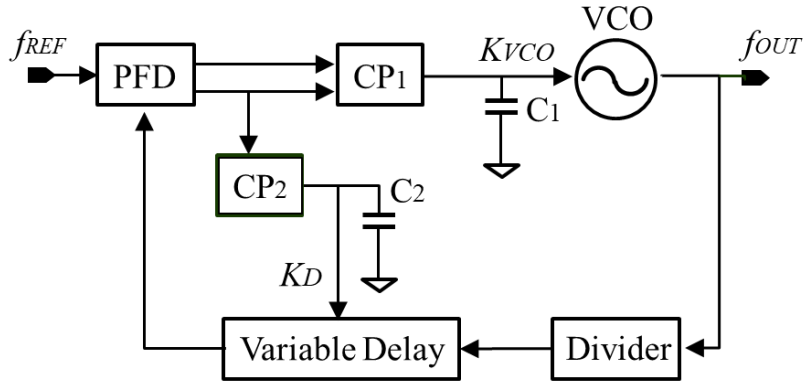 VCO
fREF
PFD
CP1
KVCO
fOUT
C1
CP2
C2
KD
Variable Delay
Divider